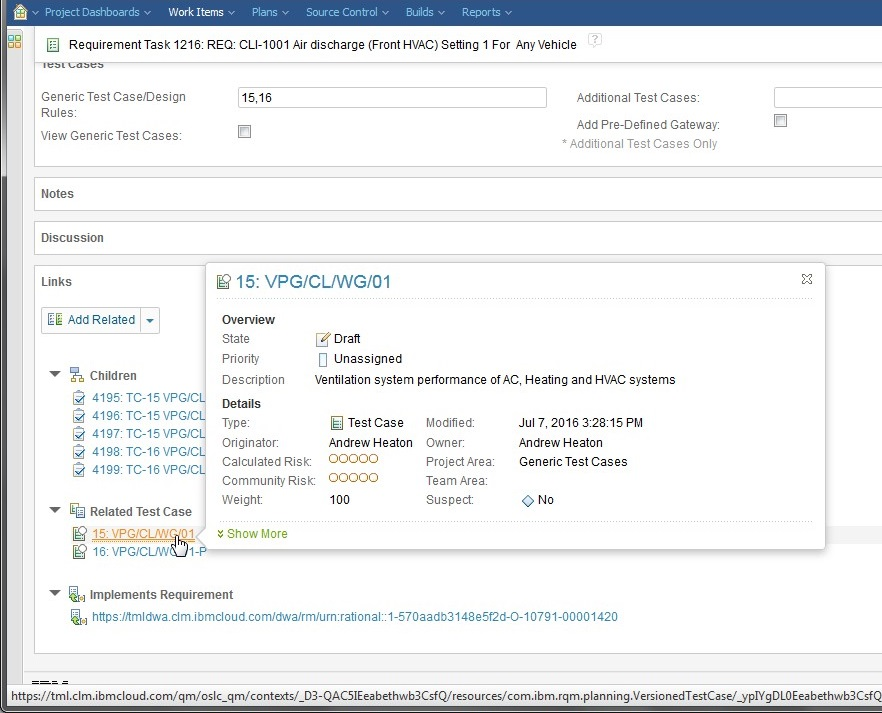 Project Dashboards Work Items Plans Source Control Builds Reports
Requirement Task 1216: REQ: CLI-1001 Air discharge (Front HVAC) Setting 1 For Any Vehicle ?
Test Cases
Generic Test Case/Design Rules: 15,16 Additional Test Cases:
View Generic Test Cases: Add Pre-Defined Gateway:
* Additional Test Cases Only
Notes
Discussion
Links
Add Related
Children
4195: TC-15 VPG/CL
4196: TC-15 VPG/CL
4197: TC-15 VPG/CL
4198: TC-16 VPG/CL
4199: TC-16 VPG/CL
Related Test Case
15: VPG/CL/WG/01
16: VPG/CL/W 1-P
Implements Requirement
https://tmldwa.clm.ibmcloud.com/dwa/rm/urn:rational::1-570aadb3148e5f2d-O-10791-00001420
15: VPG/CL/WG/01
Overview
State Draft
Priority Unassigned
Description Ventilation system performance of AC, Heating and HVAC systems
Details
Type: Test Case Modified: Jul 7, 2016 3:28:15 PM
Originator: Andrew Heaton Owner: Andrew Heaton
Calculated Risk: Project Area: Generic Test Cases
Community Risk: Team Area:
Weight: 100 Suspect: No
Show More
https://tml.clm.ibmcloud.com/qm/oslc_qm/contexts/_D3-QAC5IEeabethwb3CsfQ/resources/com.ibm.rqm.planning.VersionedTestCase/_ypIYgDL0Eeabethwb3CsfQ